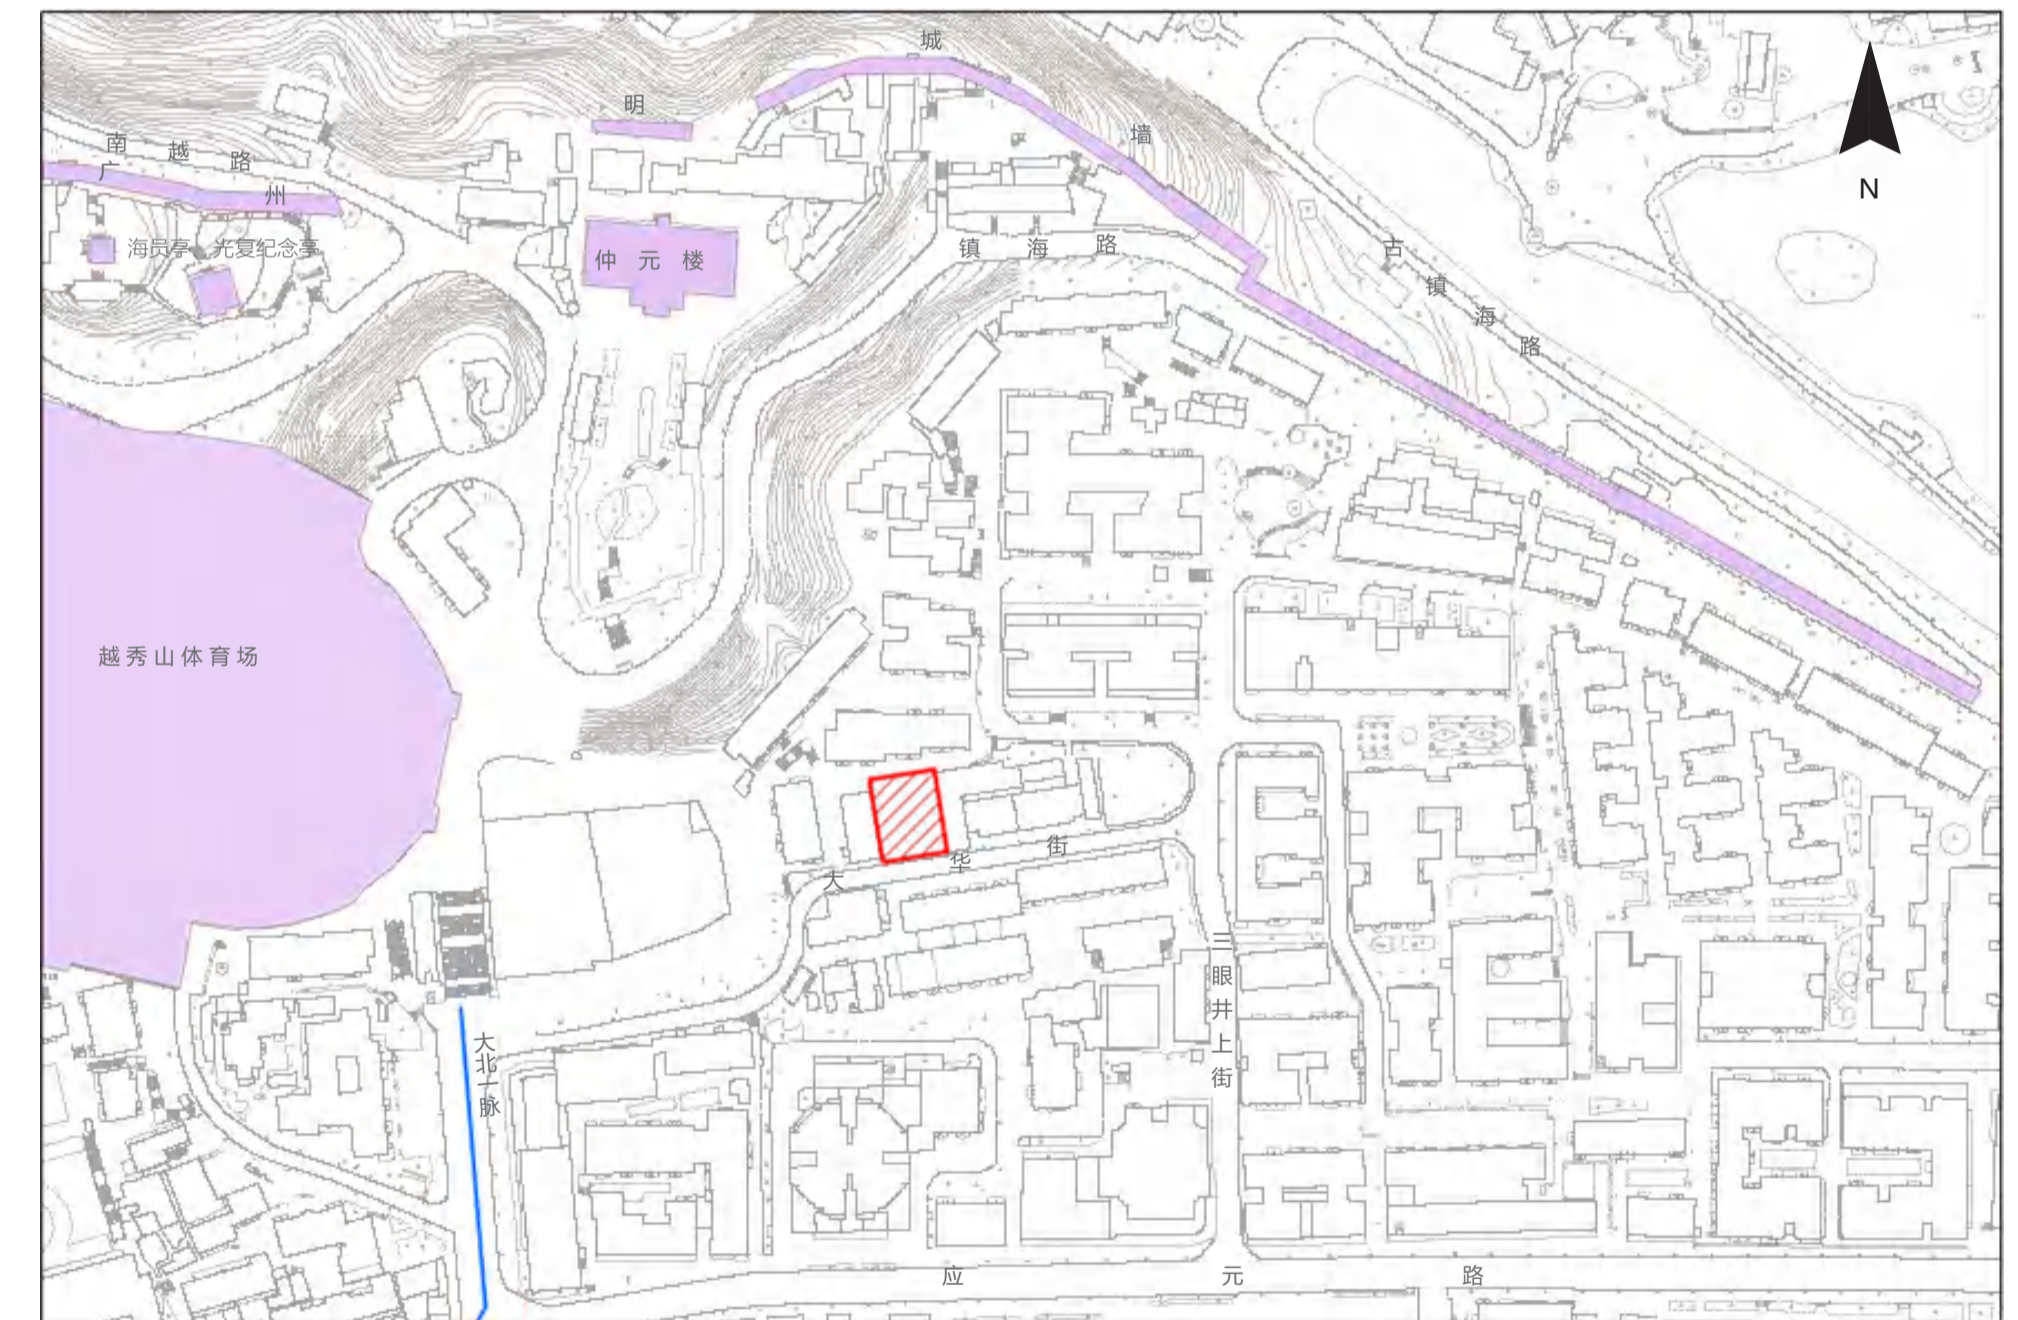 城
明
墙
南越路
广州
N
海员亭
光复纪念亭
仲元楼
镇海路
古镇海路
越秀山体育场
大华街
三眼井上街
大北一脉
应元路